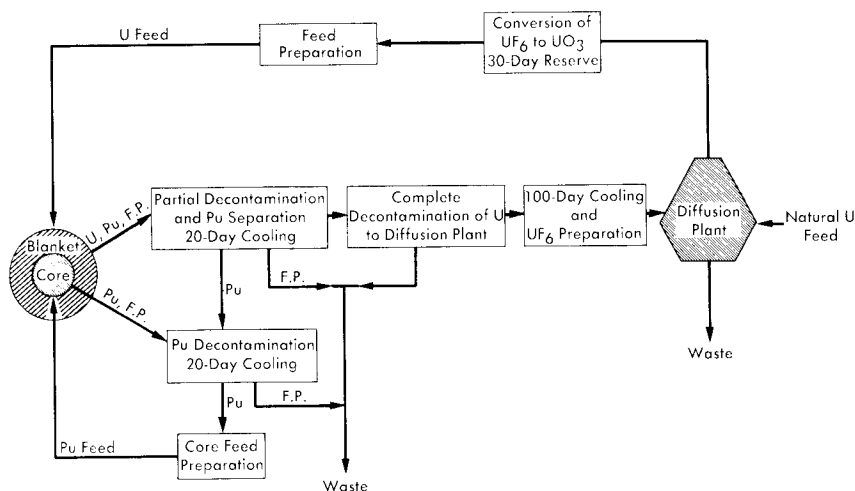 U Feed
Feed
Preparation
Conversion of
UF6 to UO3
30-Day Reserve
Partial Decontamination
and Pu Separation
20-Day Cooling
Complete
Decontamination of U
to Diffusion Plant
100-Day Cooling
and
UF6 Preparation
Diffusion
Plant
Natural U
Feed
U, Pu, F.P.
Blanket
Core
Pu, F.P.
Pu
F.P.
Waste
Pu Decontamination
20-Day Cooling
Pu
F.P.
Pu Feed
Core Feed
Preparation
Waste